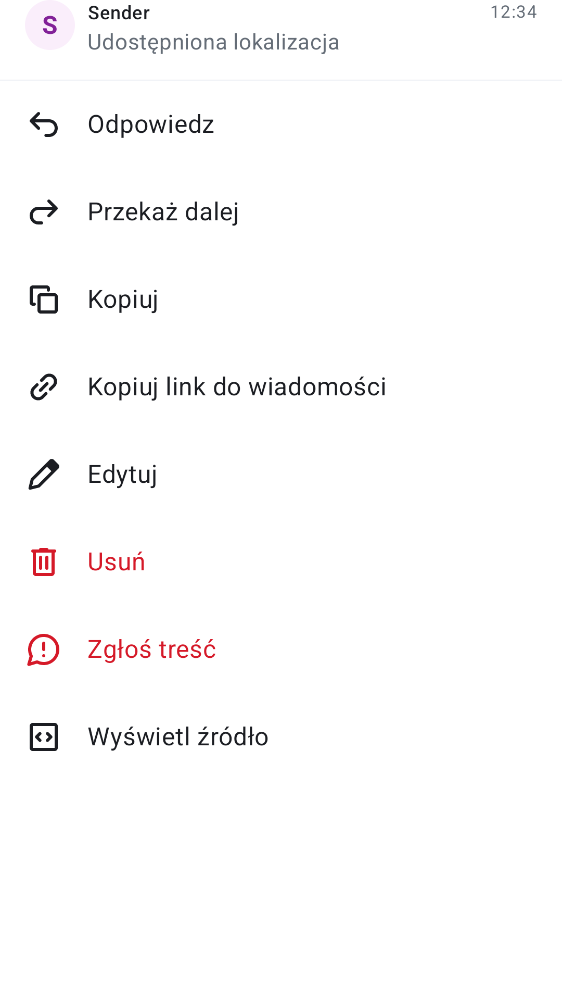 S
Sender
12:34
Udostępniona lokalizacja
Odpowiedz
Przekaż dalej
Kopiuj
Kopiuj link do wiadomości
Edytuj
Usuń
Zgłoś treść
Wyświetl źródło